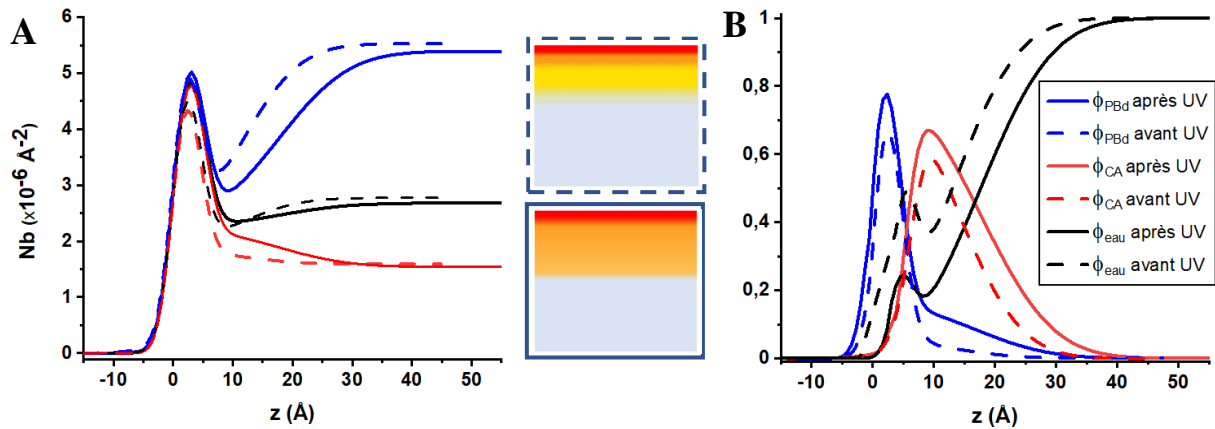 A
Nb (x10⁻⁶ Å⁻²)
6
5
4
3
2
1
0
-10 0 10 20 30 40 50
z (Å)
B
1
0,8
0,6
0,4
0,2
0
-10 0 10 20 30 40 50
z (Å)
ϕPBd après UV
ϕPBd avant UV
ϕCA après UV
ϕCA avant UV
ϕeau après UV
ϕeau avant UV